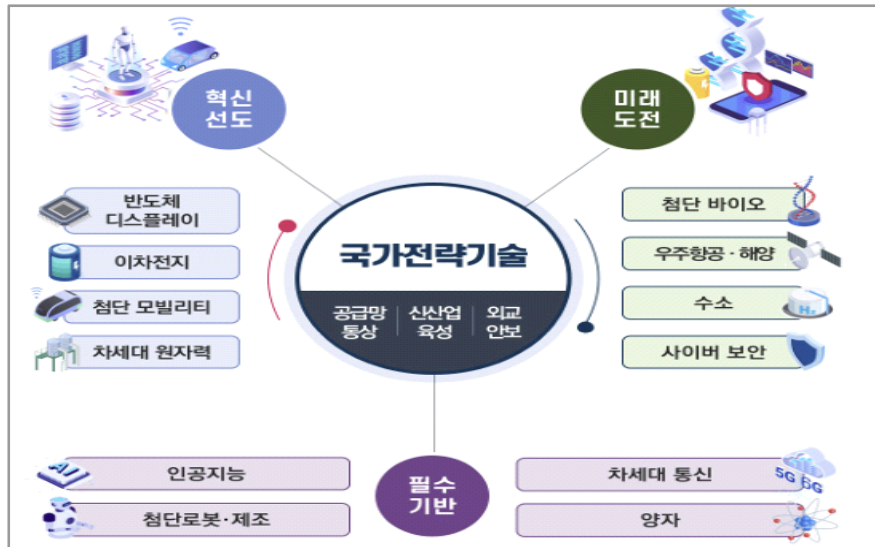 혁신
선도
미래
도전
반도체
디스플레이
이차전지
첨단 모빌리티
차세대 원자력
국가전략기술
공급망
통상
신산업
육성
외교
안보
첨단 바이오
우주항공·해양
수소
H₂
사이버 보안
AI
인공지능
첨단로봇·제조
필수
기반
차세대 통신
5G 6G
양자